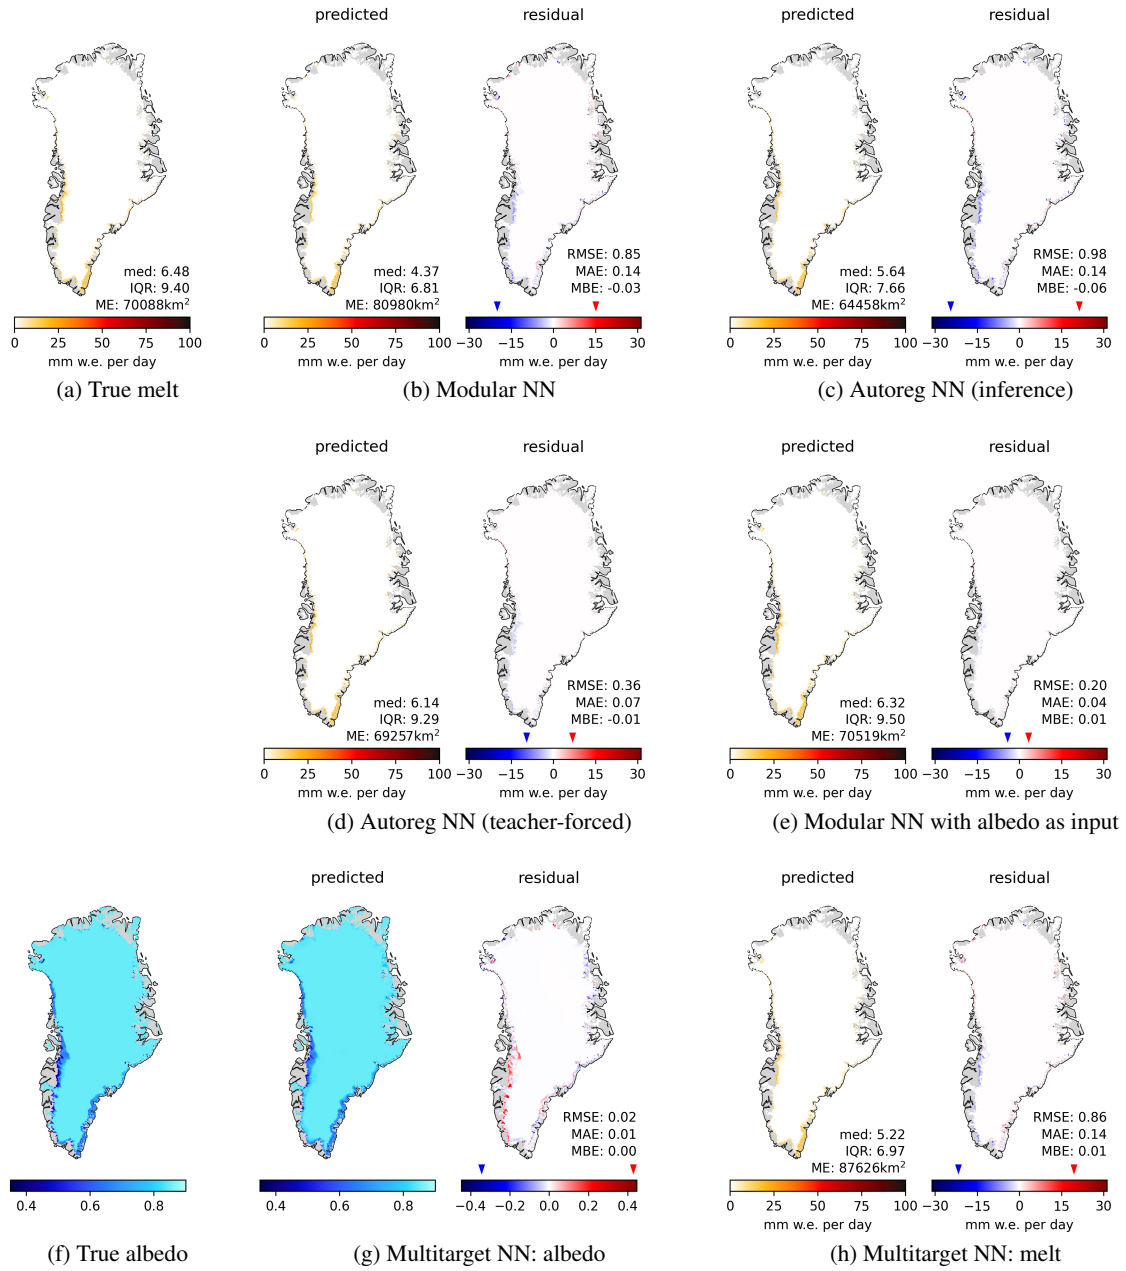 predicted residual predicted residual
med: 6.48
IQR: 9.40
ME: 70088km²
med: 4.37
IQR: 6.81
ME: 80980km²
RMSE: 0.85
MAE: 0.14
MBE: -0.03
med: 5.64
IQR: 7.66
ME: 64458km²
RMSE: 0.98
MAE: 0.14
MBE: -0.06
0 25 50 75 100
mm w.e. per day
0 25 50 75 100
mm w.e. per day
−30 −15 0 15 30
mm w.e. per day
0 25 50 75 100
mm w.e. per day
−30 −15 0 15 30
mm w.e. per day
(a) True melt
(b) Modular NN
(c) Autoreg NN (inference)
predicted residual predicted residual
med: 6.14
IQR: 9.29
ME: 69257km²
RMSE: 0.36
MAE: 0.07
MBE: -0.01
med: 6.32
IQR: 9.50
ME: 70519km²
RMSE: 0.20
MAE: 0.04
MBE: 0.01
0 25 50 75 100
mm w.e. per day
−30 −15 0 15 30
mm w.e. per day
0 25 50 75 100
mm w.e. per day
−30 −15 0 15 30
mm w.e. per day
(d) Autoreg NN (teacher-forced)
(e) Modular NN with albedo as input
predicted residual predicted residual
RMSE: 0.02
MAE: 0.01
MBE: 0.00
med: 5.22
IQR: 6.97
ME: 87626km²
RMSE: 0.86
MAE: 0.14
MBE: 0.01
0.4 0.6 0.8
0.4 0.6 0.8
−0.4 −0.2 0.0 0.2 0.4
0 25 50 75 100
mm w.e. per day
−30 −15 0 15 30
mm w.e. per day
(f) True albedo
(g) Multitarget NN: albedo
(h) Multitarget NN: melt